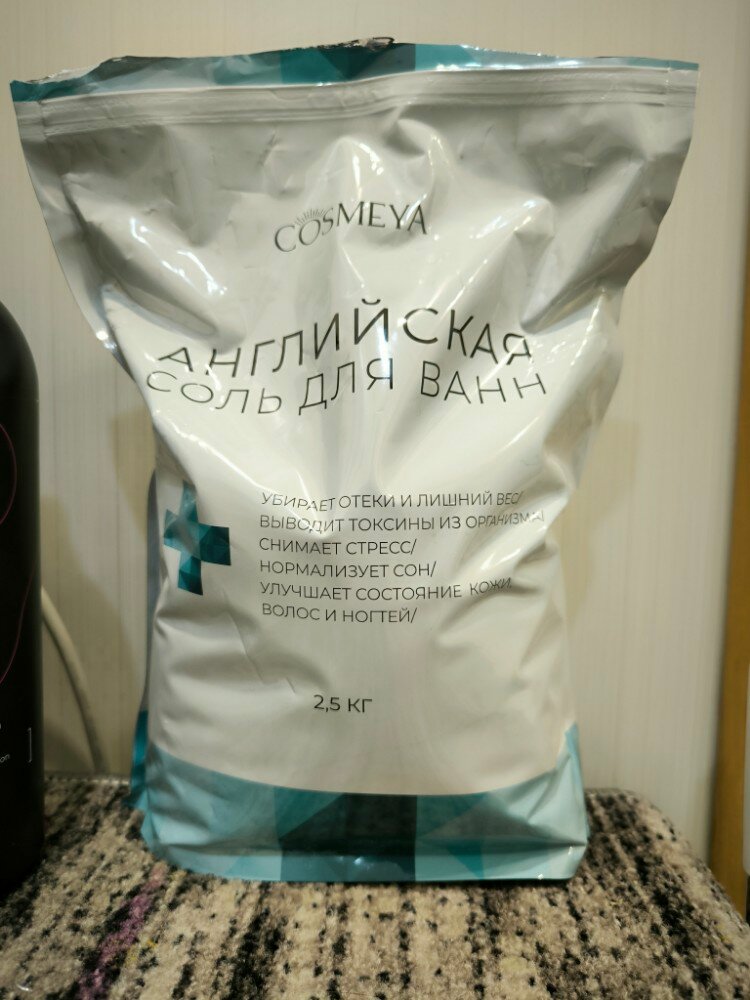 COSMEYA
АНГЛИЙСКАЯ
СОЛЬ ДЛЯ ВАНН
УБИРАЕТ ОТЕКИ И ЛИШНИЙ ВЕС/
ВЫВОДИТ ТОКСИНЫ ИЗ ОРГАНИЗМА/
СНИМАЕТ СТРЕСС/
НОРМАЛИЗУЕТ СОН/
УЛУЧШАЕТ СОСТОЯНИЕ КОЖИ,
ВОЛОС И НОГТЕЙ/
2,5 КГ